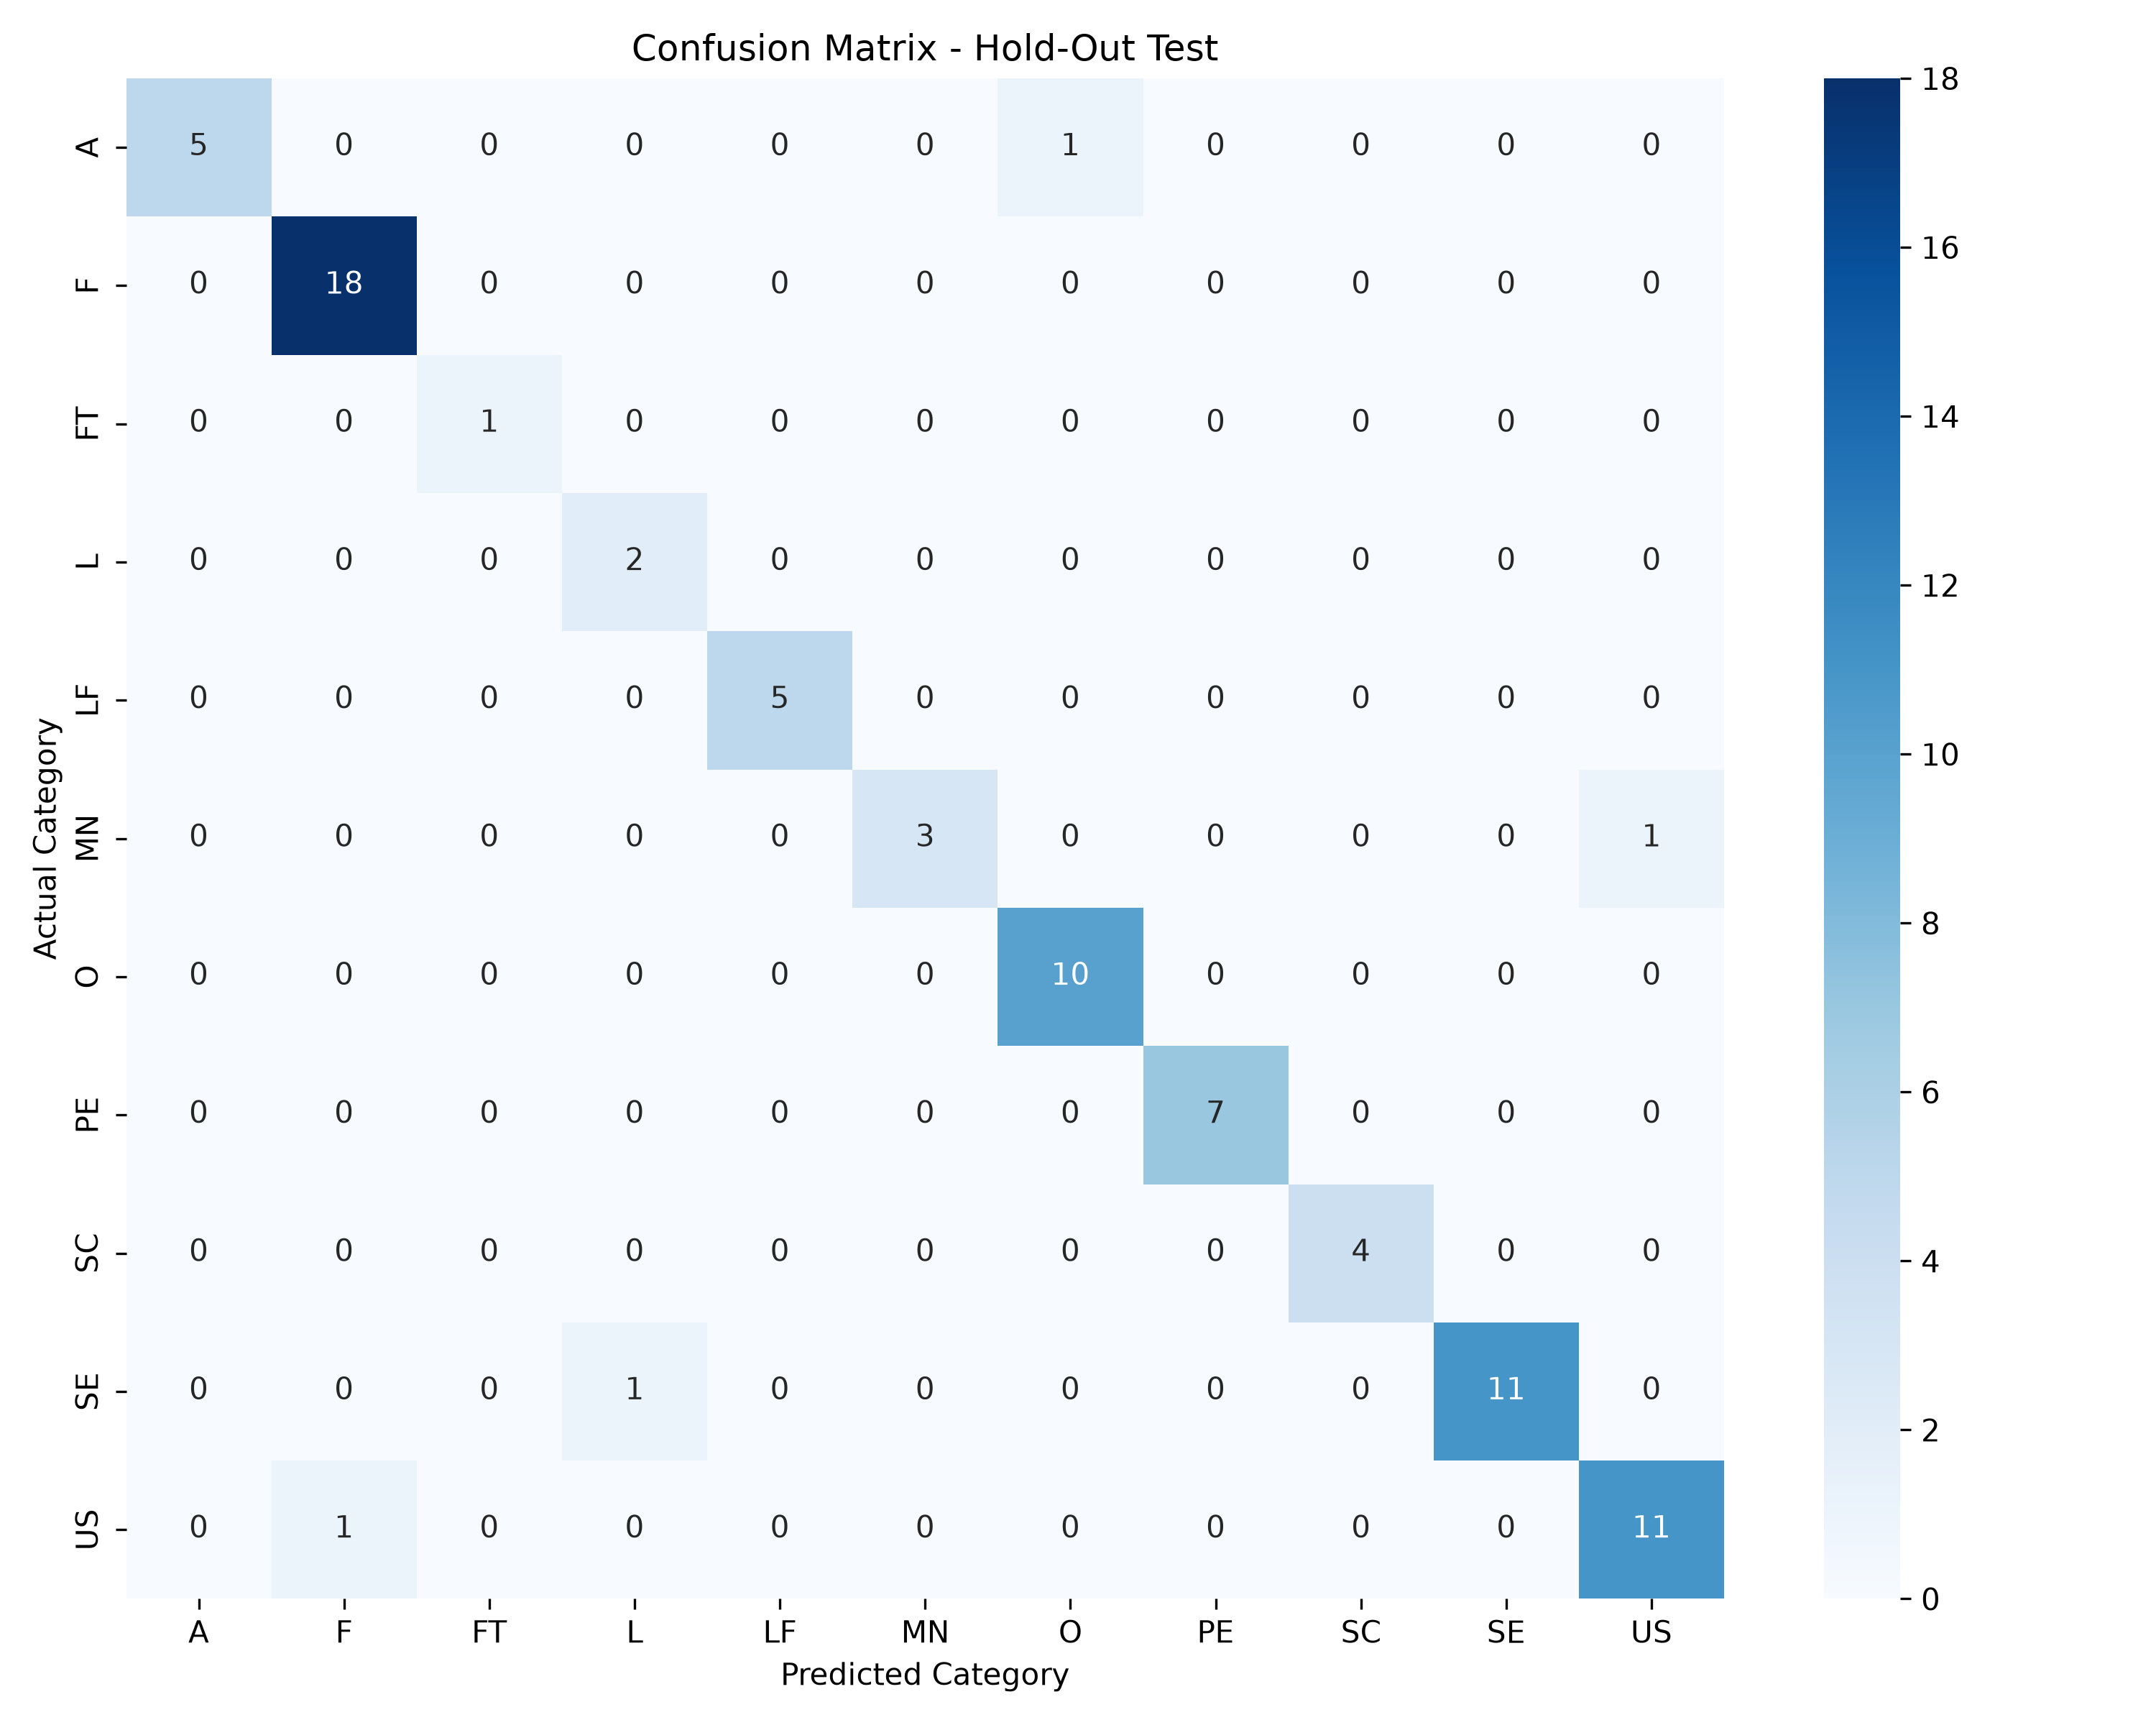 Confusion Matrix - Hold-Out Test
A 5 0 0 0 0 0 1 0 0 0 0
F 0 18 0 0 0 0 0 0 0 0 0
FT 0 0 1 0 0 0 0 0 0 0 0
L 0 0 0 2 0 0 0 0 0 0 0
LF 0 0 0 0 5 0 0 0 0 0 0
MN 0 0 0 0 0 3 0 0 0 0 1
O 0 0 0 0 0 0 10 0 0 0 0
PE 0 0 0 0 0 0 0 7 0 0 0
SC 0 0 0 0 0 0 0 0 4 0 0
SE 0 0 0 1 0 0 0 0 0 11 0
US 0 1 0 0 0 0 0 0 0 0 11
A F FT L LF MN O PE SC SE US
Predicted Category
Actual Category
18
16
14
12
10
8
6
4
2
0